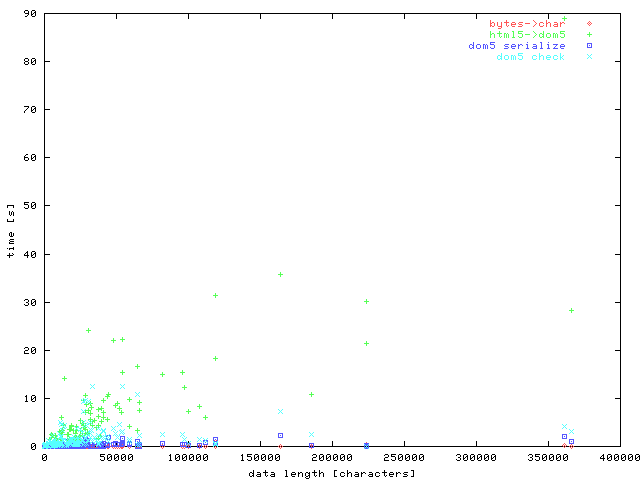 90
80
70
60
50
40
30
20
10
0
time [s]
bytes->char
html5->dom5
dom5 serialize
dom5 check
0 50000 100000 150000 200000 250000 300000 350000 400000
data length [characters]